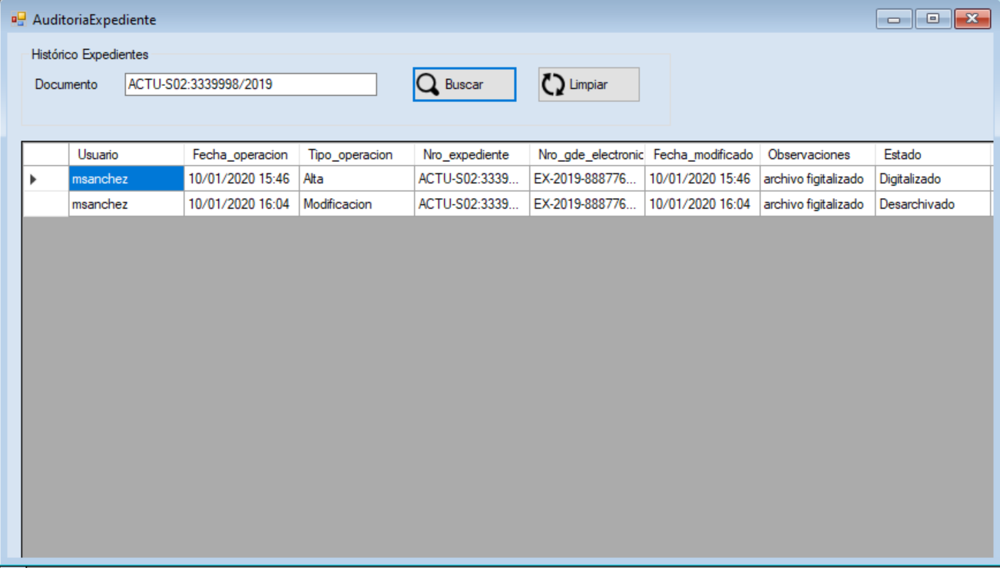 AuditoriaExpediente
Histórico Expedientes
Documento ACTU-S02:3339998/2019 Buscar Limpiar
Usuario Fecha_operacion Tipo_operacion Nro_expediente Nro_gde_electronic Fecha_modificado Observaciones Estado
msanchez 10/01/2020 15:46 Alta ACTU-S02:3339... EX-2019-888776... 10/01/2020 15:46 archivo figitalizado Digitalizado
msanchez 10/01/2020 16:04 Modificacion ACTU-S02:3339... EX-2019-888776... 10/01/2020 16:04 archivo figitalizado Desarchivado